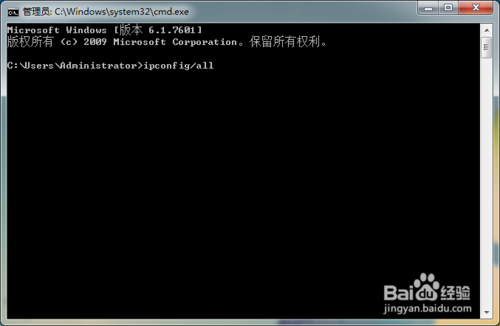 管理员: C:\Windows\system32\cmd.exe
Microsoft Windows [版本 6.1.7601]
版权所有 (c) 2009 Microsoft Corporation。保留所有权利。
C:\Users\Administrator>ipconfig/all
Baidu经验
jingyan.baidu.com